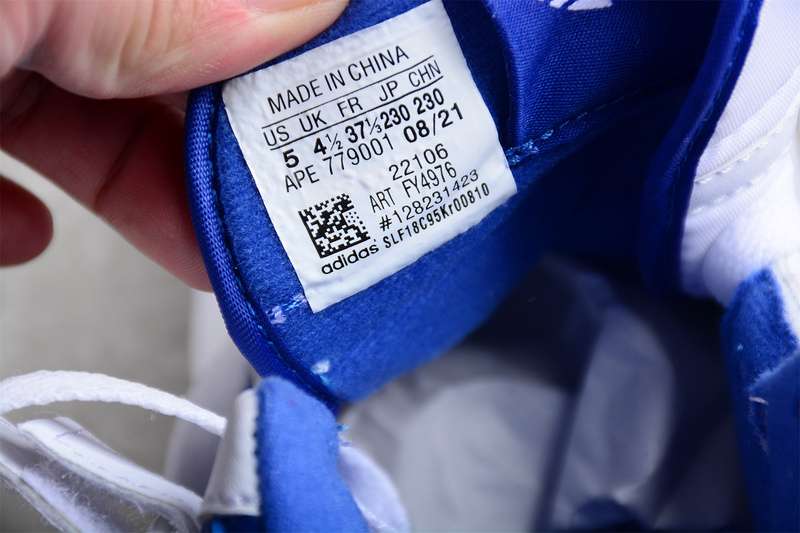 MADE IN CHINA
US UK FR JP CHN
5 4½ 37⅓ 230 230
APE 779001 08/21
22106
ART FY4976
#128231423
adidas SLF18C95Kr00810